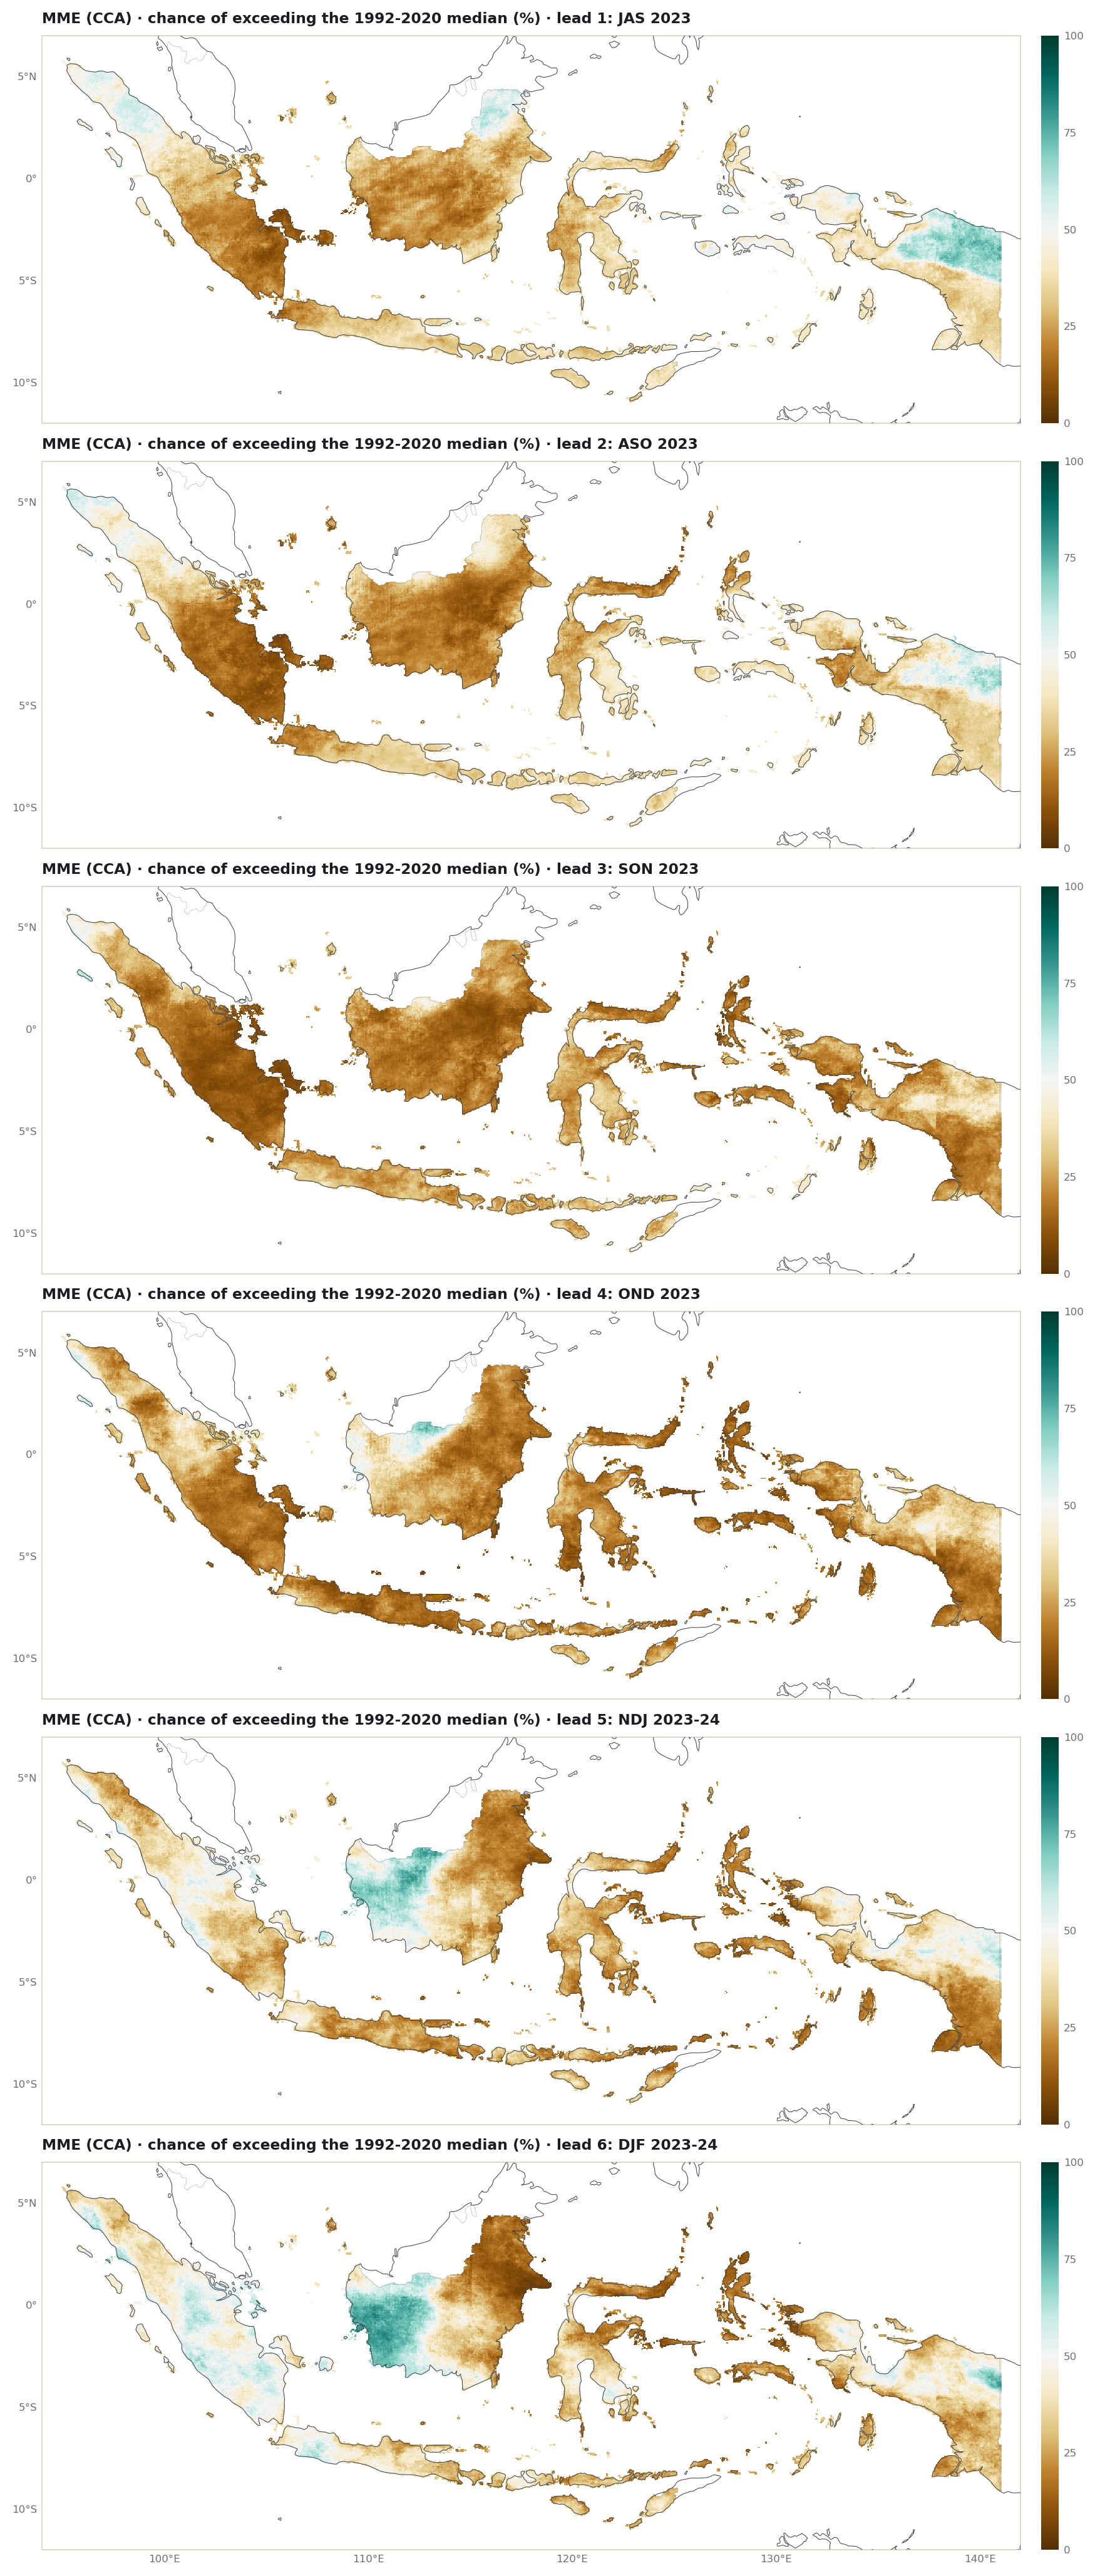 MME (CCA) · chance of exceeding the 1992-2020 median (%) · lead 1: JAS 2023
100
5°N
75
0°
50
5°S
25
10°S
0
MME (CCA) · chance of exceeding the 1992-2020 median (%) · lead 2: ASO 2023
100
5°N
75
0°
50
5°S
25
10°S
0
MME (CCA) · chance of exceeding the 1992-2020 median (%) · lead 3: SON 2023
100
5°N
75
0°
50
5°S
25
10°S
0
MME (CCA) · chance of exceeding the 1992-2020 median (%) · lead 4: OND 2023
100
5°N
75
0°
50
5°S
25
10°S
0
MME (CCA) · chance of exceeding the 1992-2020 median (%) · lead 5: NDJ 2023-24
100
5°N
75
0°
50
5°S
25
10°S
0
MME (CCA) · chance of exceeding the 1992-2020 median (%) · lead 6: DJF 2023-24
100
5°N
75
0°
50
5°S
25
10°S
0
100°E 110°E 120°E 130°E 140°E